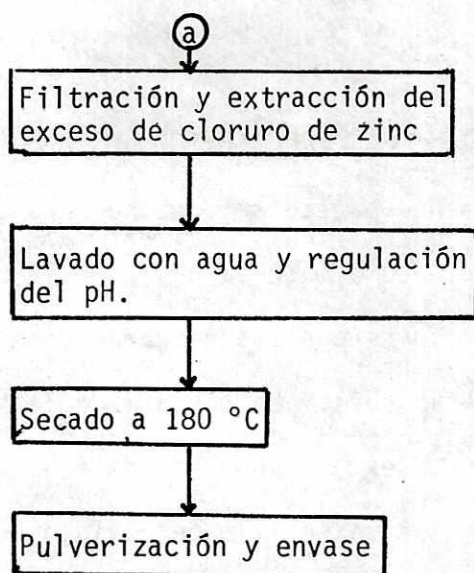 a
Filtración y extracción del
exceso de cloruro de zinc
Lavado con agua y regulación
del pH.
Secado a 180 °C
Pulverización y envase